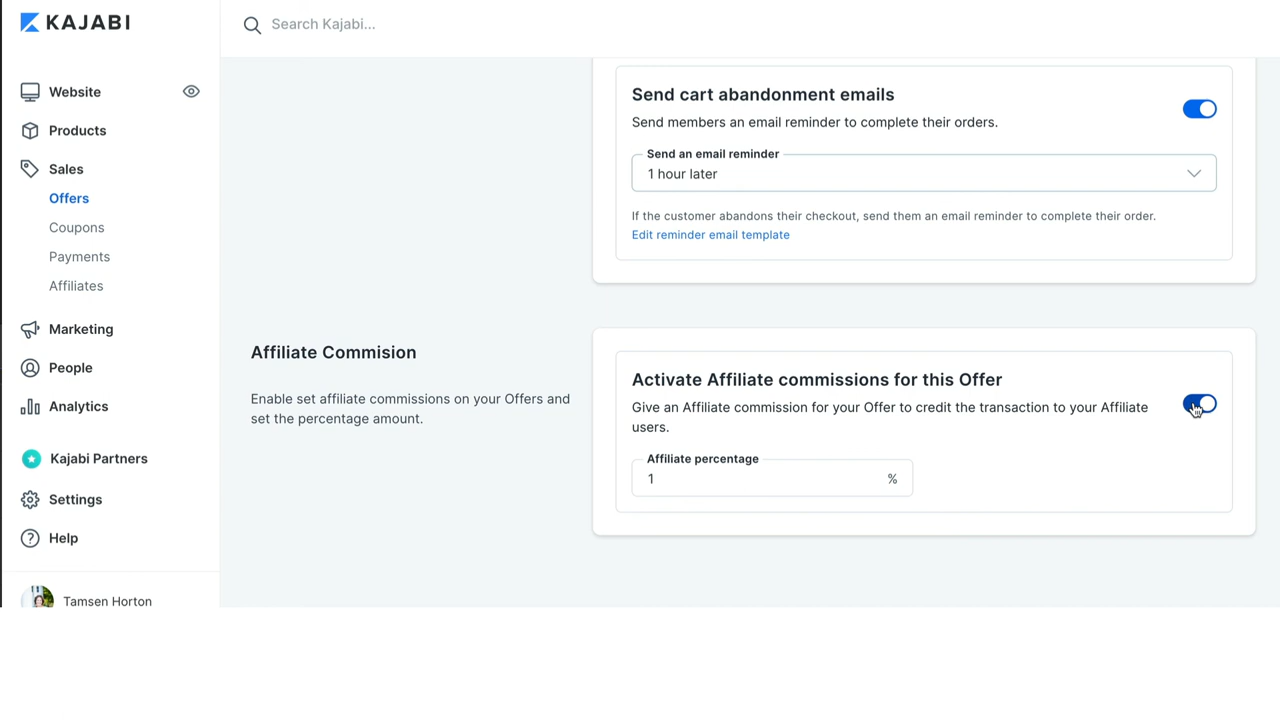 KAJABI
Search Kajabi...
Website
Products
Sales
Offers
Coupons
Payments
Affiliates
Marketing
People
Analytics
Kajabi Partners
Settings
Help
Tamsen Horton
Send cart abandonment emails
Send members an email reminder to complete their orders.
Send an email reminder
1 hour later
If the customer abandons their checkout, send them an email reminder to complete their order.
Edit reminder email template
Affiliate Commision
Enable set affiliate commissions on your Offers and
set the percentage amount.
Activate Affiliate commissions for this Offer
Give an Affiliate commission for your Offer to credit the transaction to your Affiliate
users.
Affiliate percentage
1 %